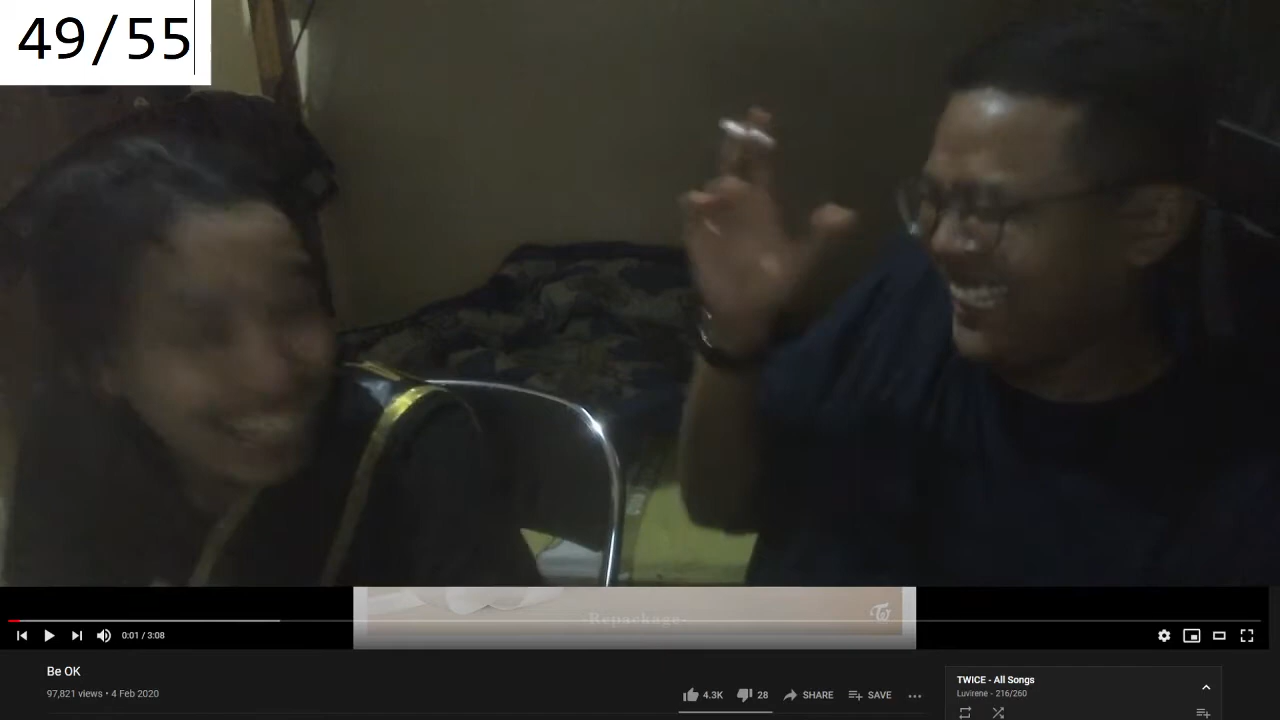 49/55
-Repackage-
0:01 / 3:08
Be OK
97,821 views • 4 Feb 2020
4.3K
28
SHARE
SAVE
TWICE - All Songs
Luvirene - 216/260